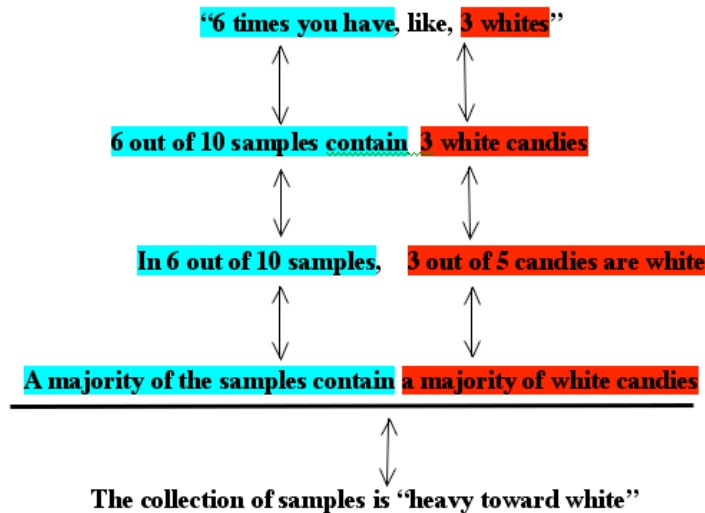 “6 times you have, like, 3 whites”
6 out of 10 samples contain 3 white candies
In 6 out of 10 samples, 3 out of 5 candies are white
A majority of the samples contain a majority of white candies
The collection of samples is “heavy toward white”